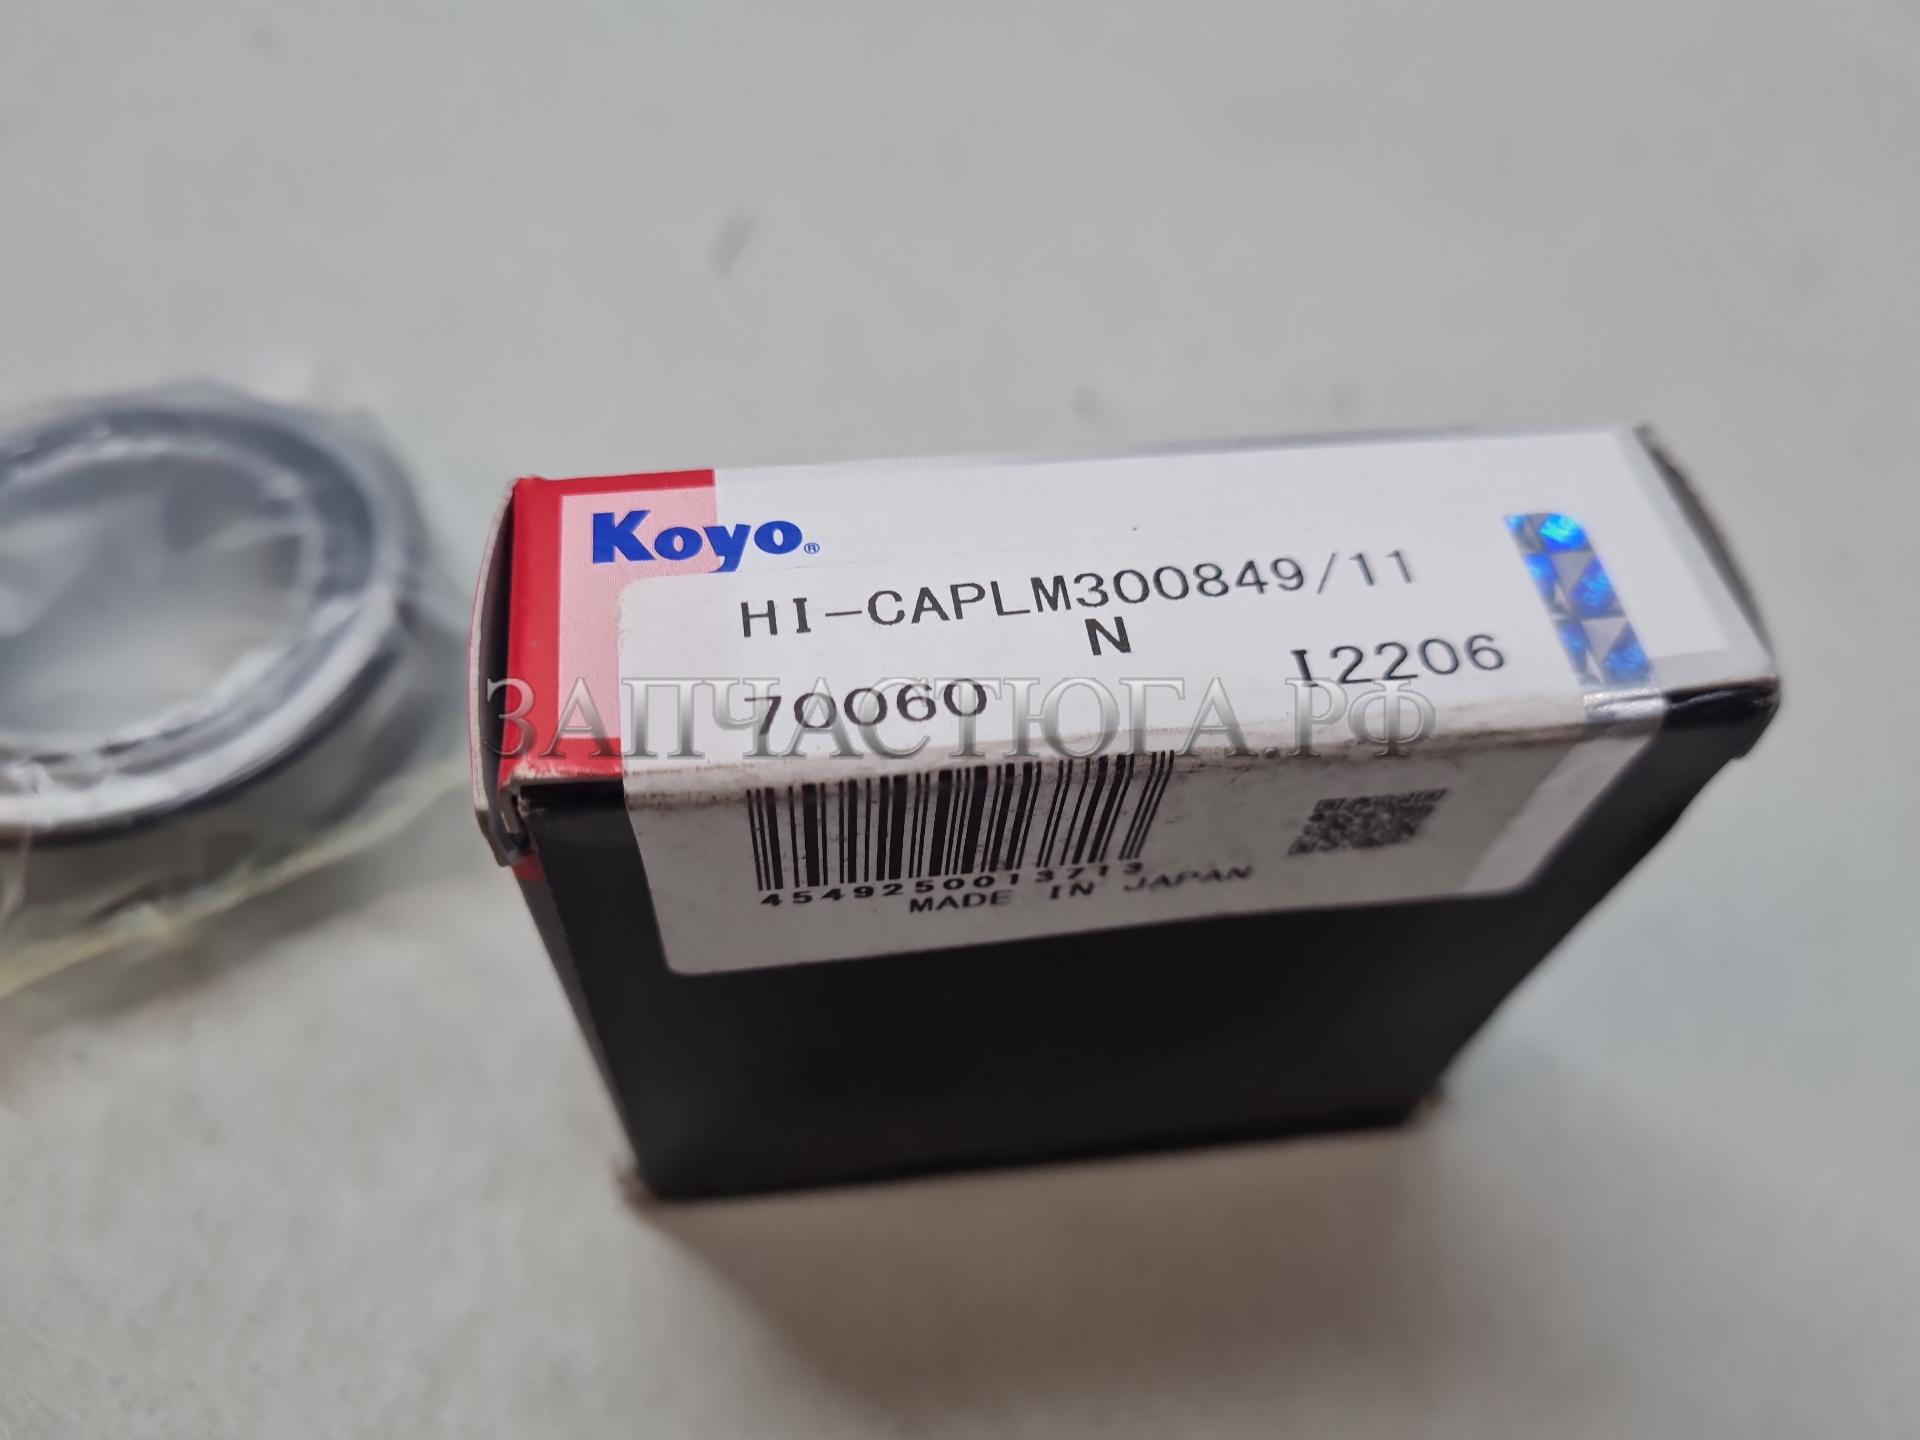 Koyo®
HI-CAPLM300849/11
N
70060 I2206
ЗАПЧАСТЮГА.РФ
4549250013713
MADE IN JAPAN